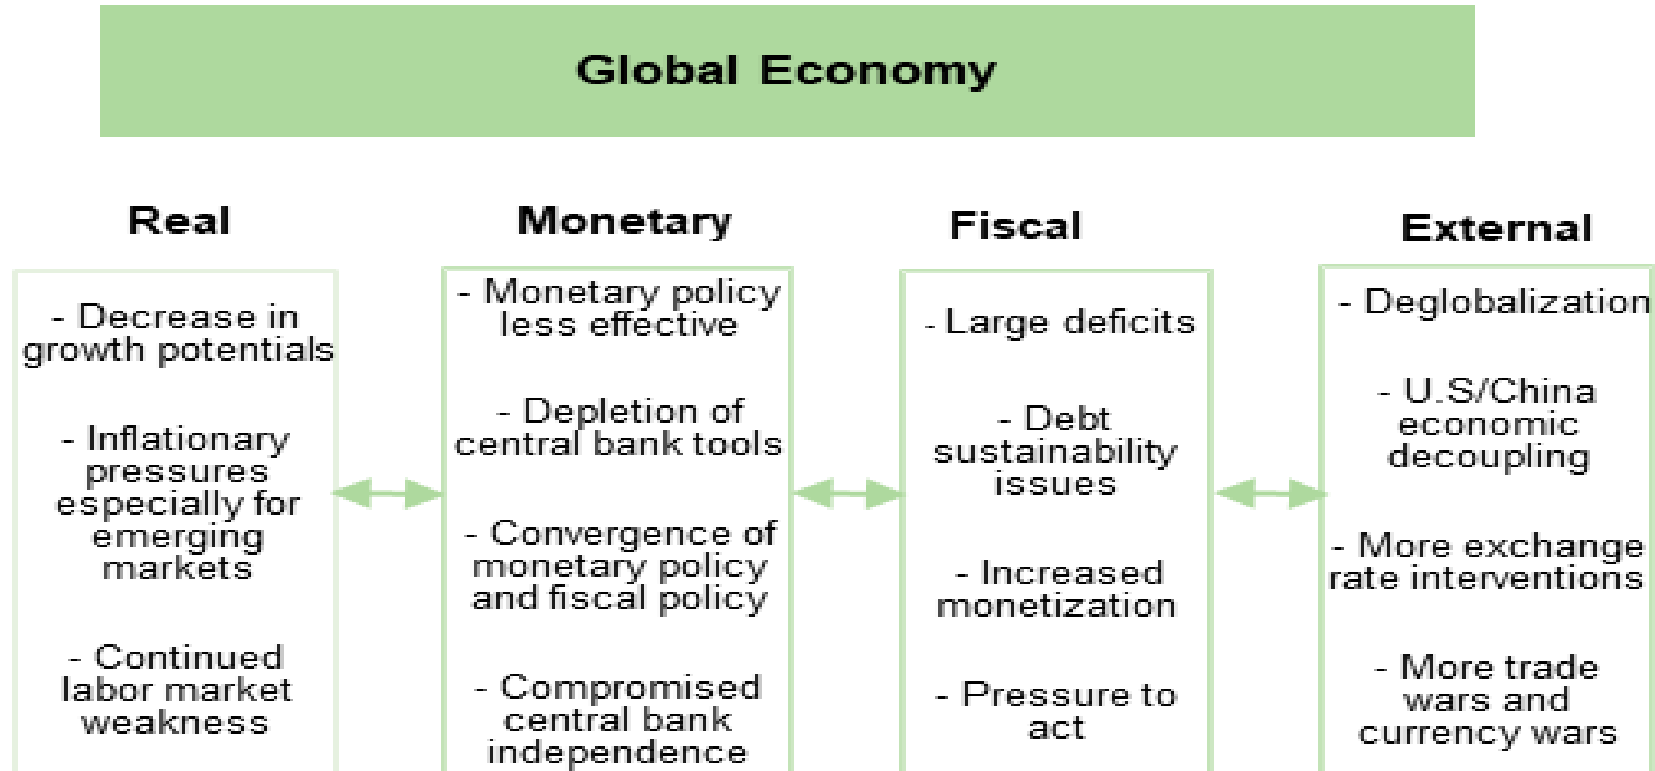 Global Economy
Real
- Decrease in
growth potentials
- Inflationary
pressures
especially for
emerging
markets
- Continued
labor market
weakness
Monetary
- Monetary policy
less effective
- Depletion of
central bank tools
- Convergence of
monetary policy
and fiscal policy
- Compromised
central bank
independence
Fiscal
- Large deficits
- Debt
sustainability
issues
- Increased
monetization
- Pressure to
act
External
- Deglobalization
- U.S/China
economic
decoupling
- More exchange
rate interventions
- More trade
wars and
currency wars